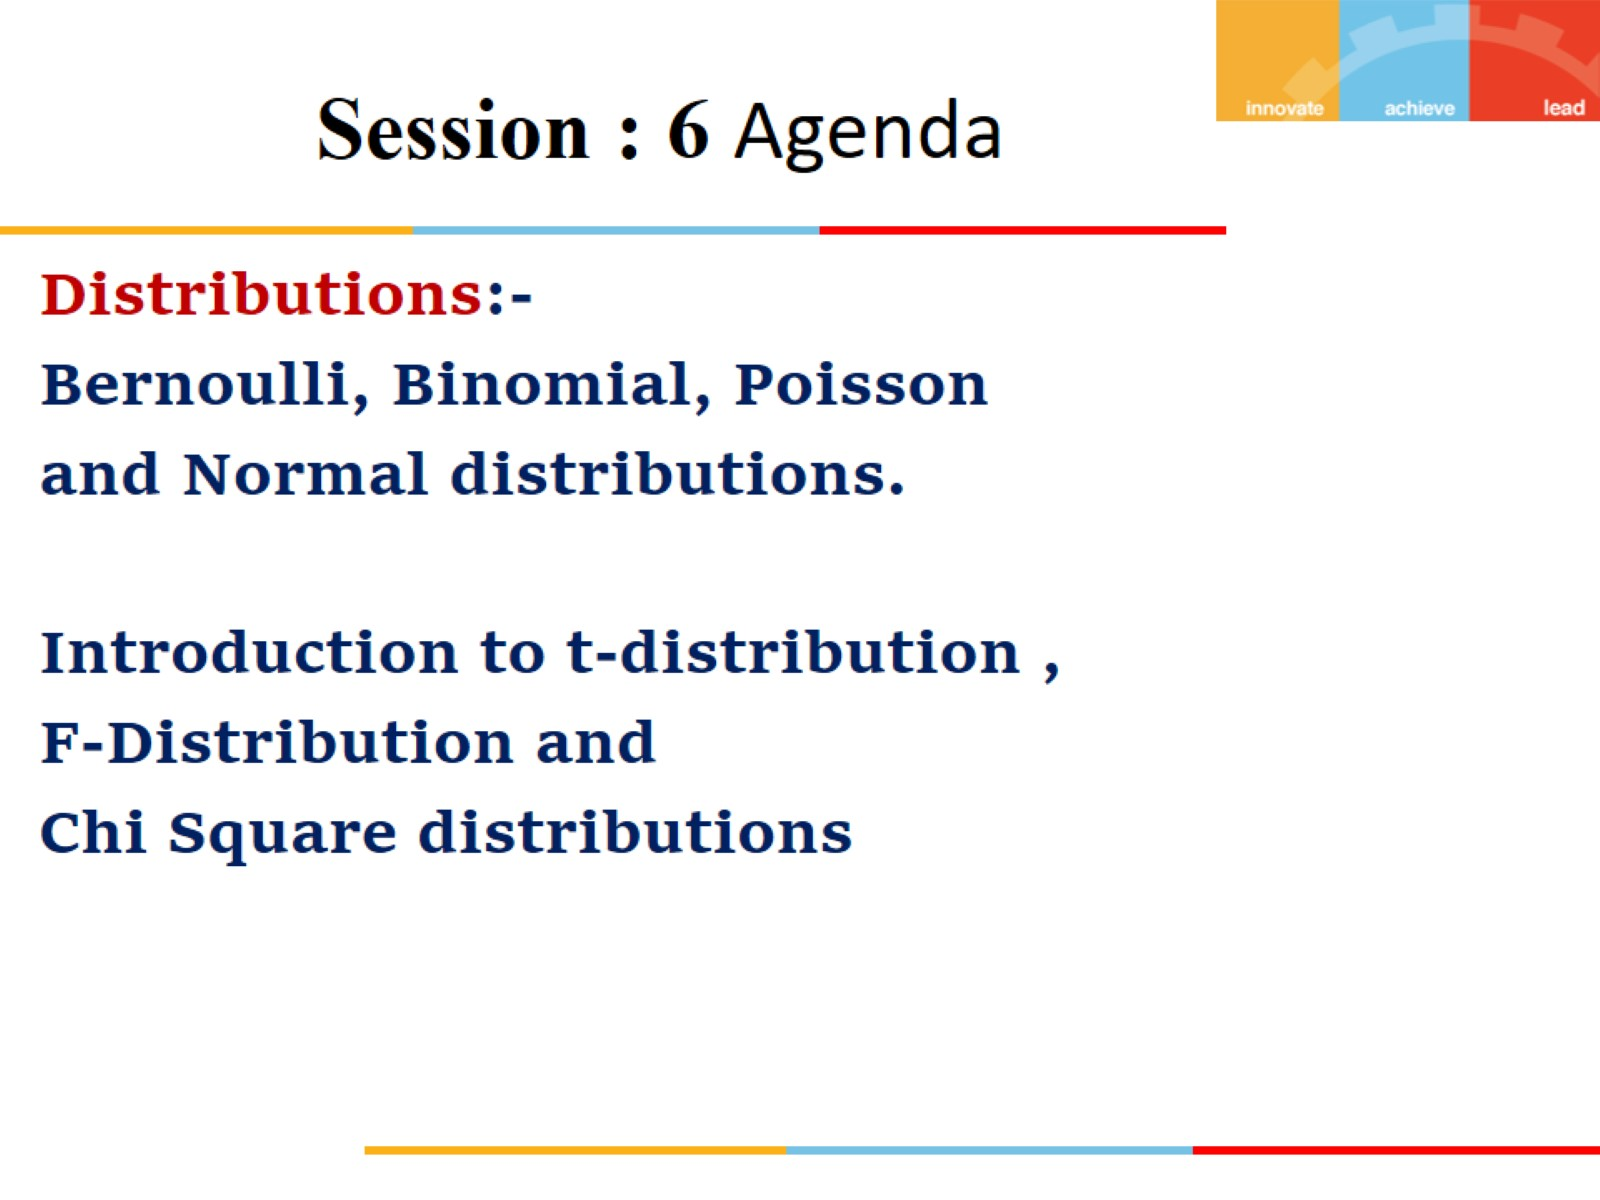 innovate achieve lead
Session : 6 Agenda
Distributions:-
Bernoulli, Binomial, Poisson
and Normal distributions.
Introduction to t-distribution ,
F-Distribution and
Chi Square distributions